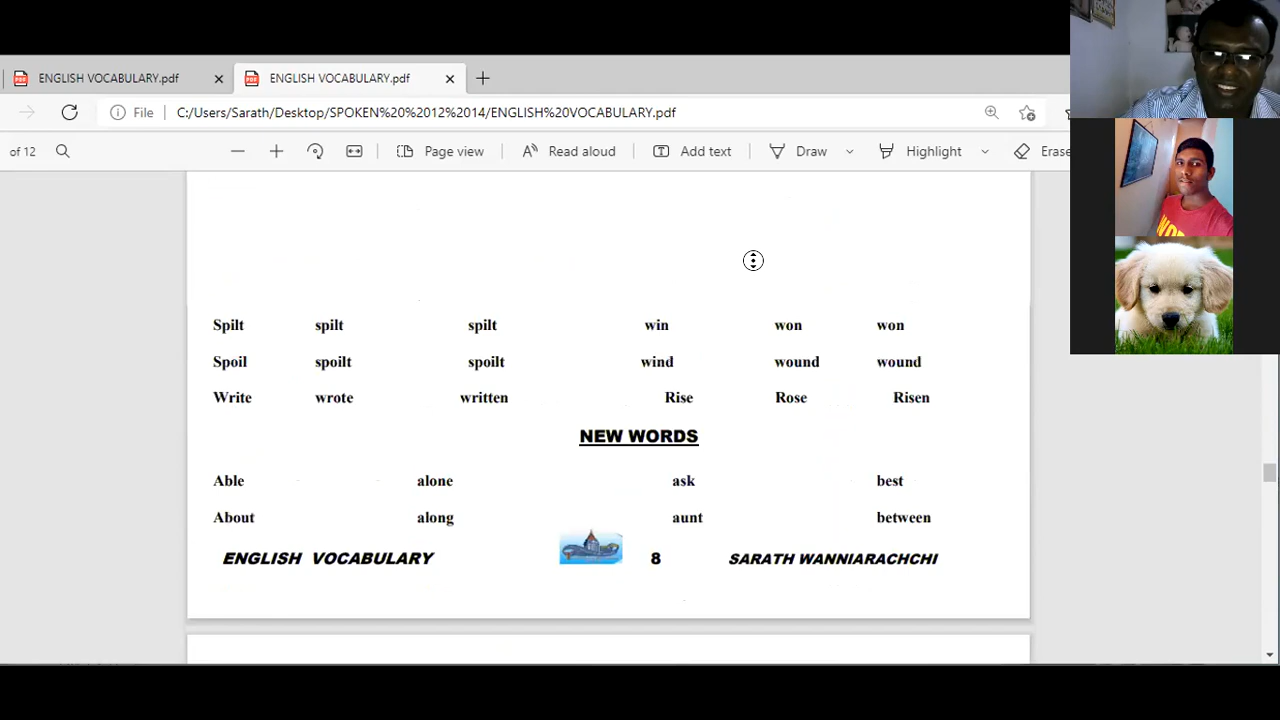 ENGLISH VOCABULARY.pdf ENGLISH VOCABULARY.pdf
File C:/Users/Sarath/Desktop/SPOKEN%20%2012%2014/ENGLISH%20VOCABULARY.pdf
of 12 Page view Read aloud Add text Draw Highlight Erase
Spilt spilt spilt win won won
Spoil spoilt spoilt wind wound wound
Write wrote written Rise Rose Risen
NEW WORDS
Able alone ask best
About along aunt between
ENGLISH VOCABULARY 8 SARATH WANNIARACHCHI